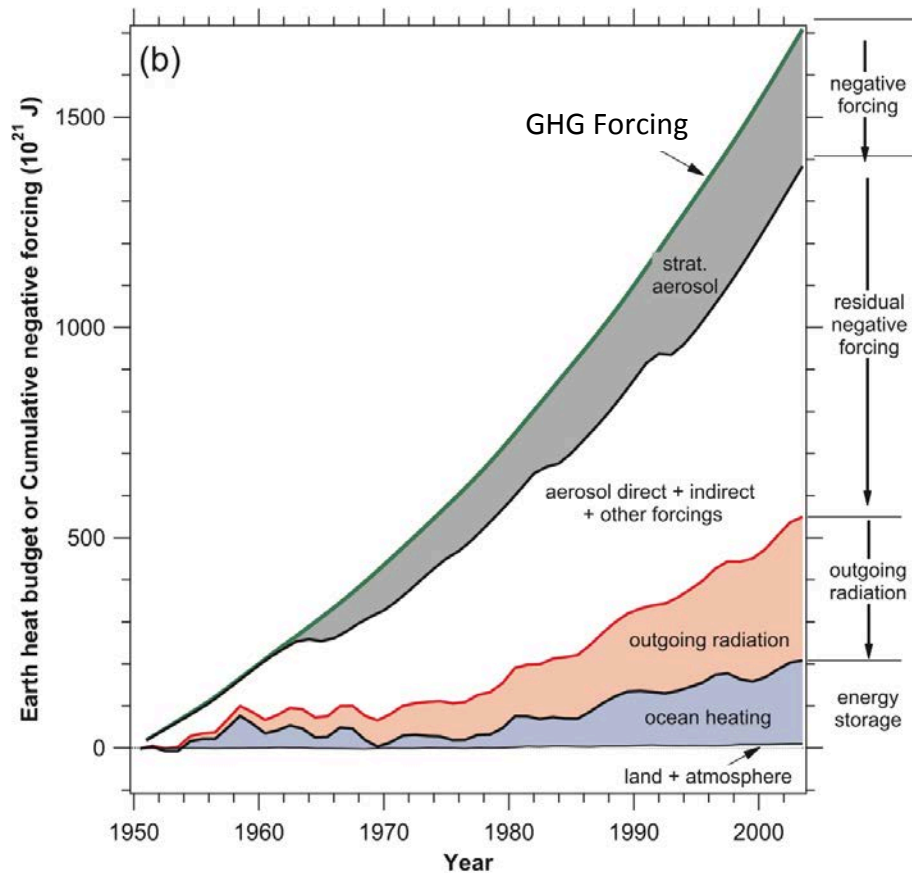 (b)
Earth heat budget or Cumulative negative forcing (10²¹ J)
1500
1000
500
0
GHG Forcing
strat.
aerosol
aerosol direct + indirect
+ other forcings
outgoing radiation
ocean heating
land + atmosphere
negative
forcing
residual
negative
forcing
outgoing
radiation
energy
storage
1950
1960
1970
1980
1990
2000
Year